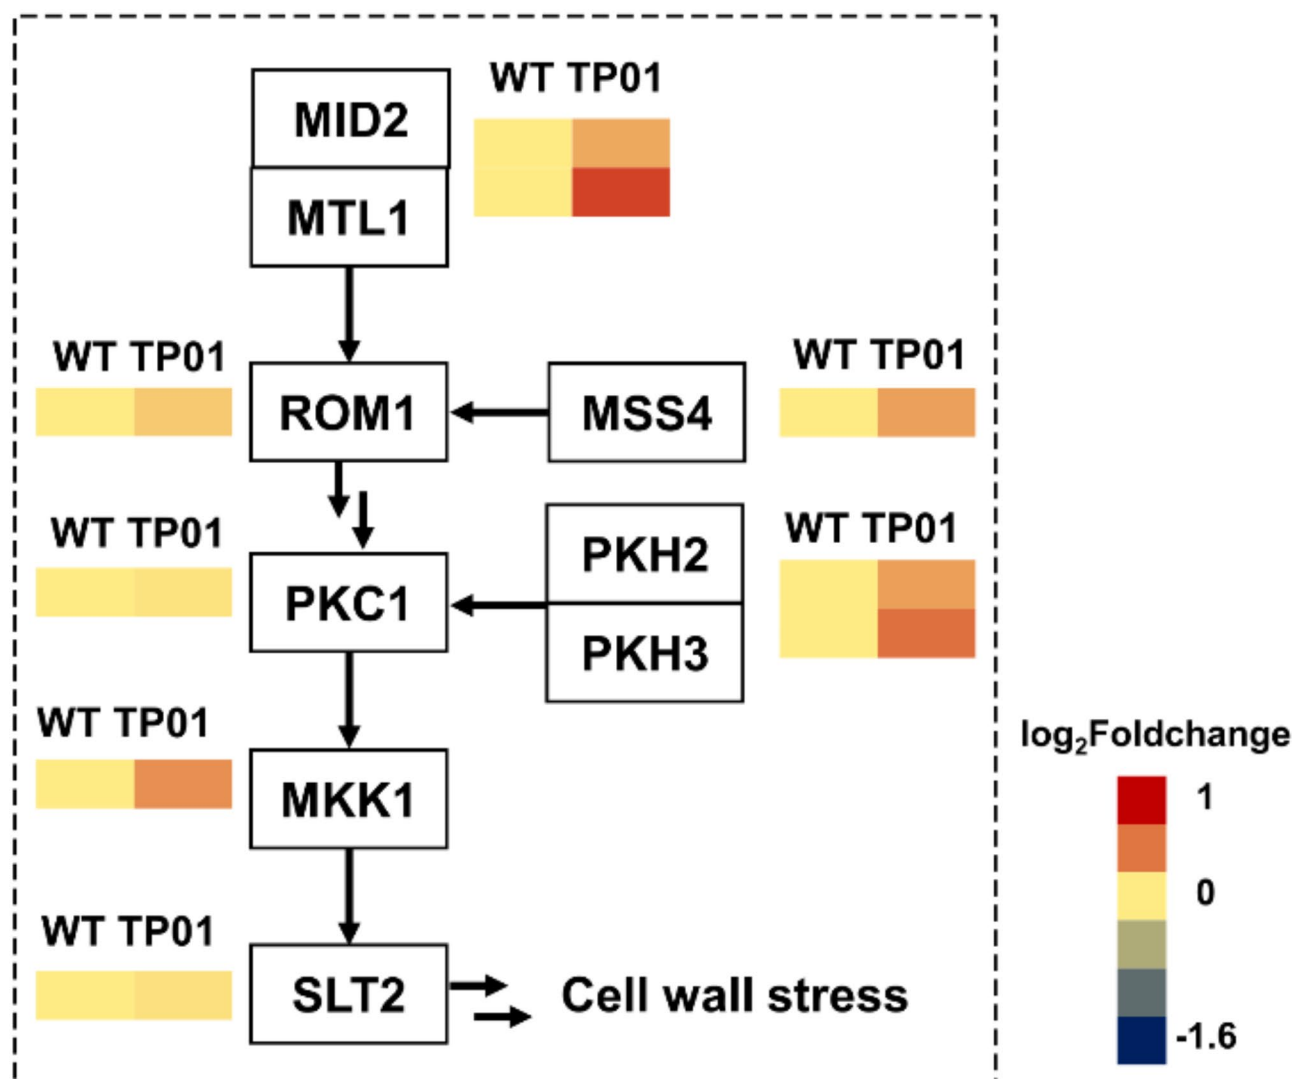 WT TP01
MID2
MTL1
WT TP01
ROM1
MSS4
WT TP01
WT TP01
PKC1
PKH2
PKH3
WT TP01
WT TP01
MKK1
WT TP01
SLT2
Cell wall stress
log₂Foldchange
1
0
-1.6